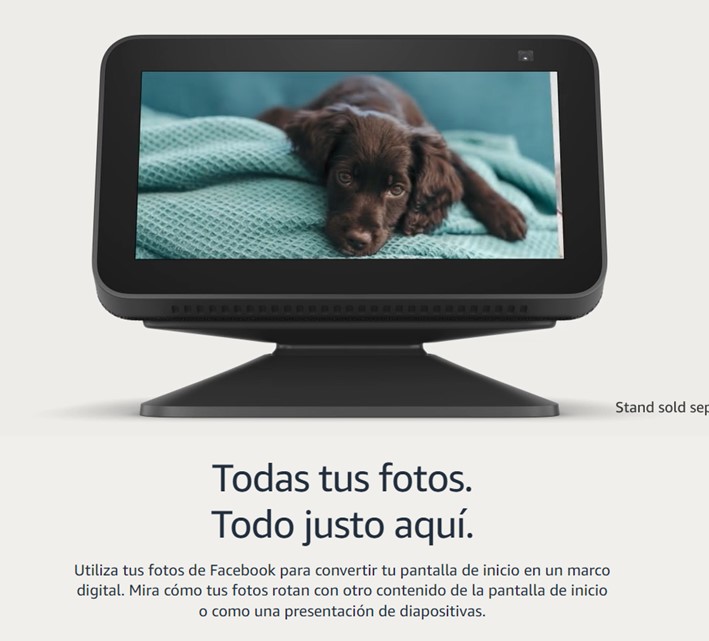 Stand sold
Todas tus fotos.
Todo justo aquí.
Utiliza tus fotos de Facebook para convertir tu pantalla de inicio en un marco
digital. Mira cómo tus fotos rotan con otro contenido de la pantalla de inicio
o como una presentación de diapositivas.